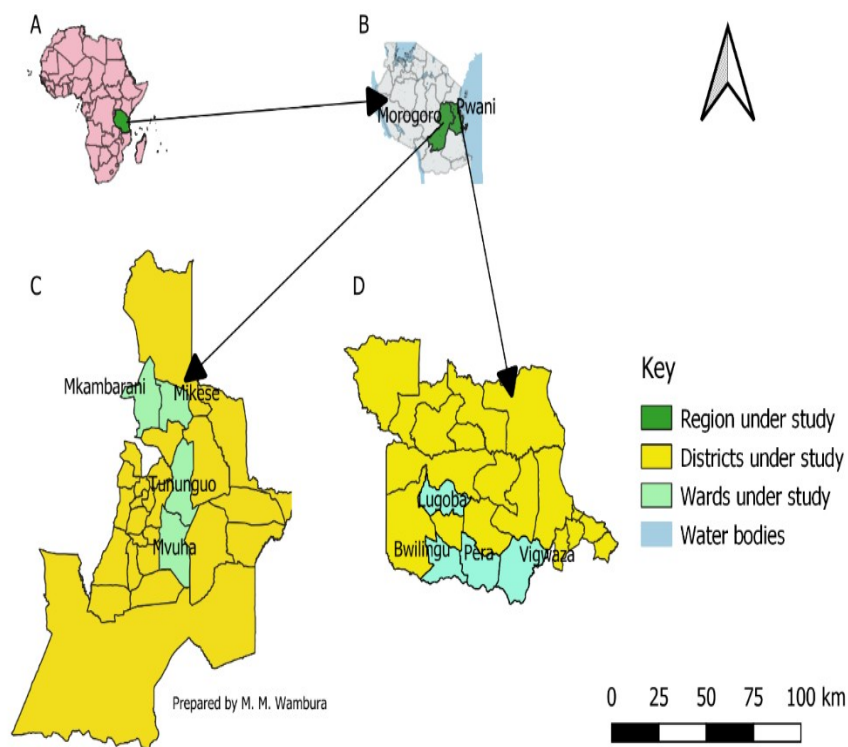 A
B
Morogoro
Pwani
C
D
Mkambarani
Mikese
Tununguo
Mvuha
Lugoba
Bwilingu
Pera
Vigwaza
Key
Region under study
Districts under study
Wards under study
Water bodies
Prepared by M. M. Wambura
0 25 50 75 100 km